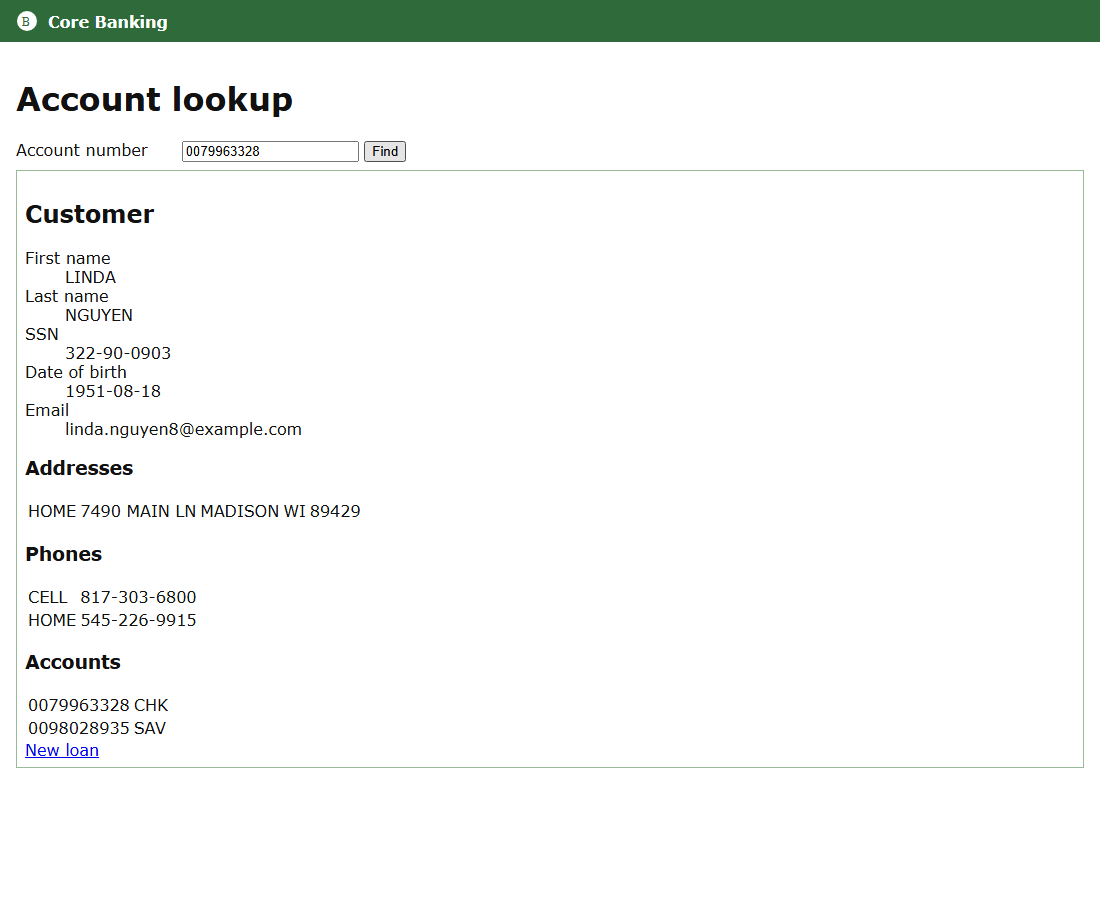 B Core Banking
Account lookup
Account number 0079963328 Find
Customer
First name
LINDA
Last name
NGUYEN
SSN
322-90-0903
Date of birth
1951-08-18
Email
linda.nguyen8@example.com
Addresses
HOME 7490 MAIN LN MADISON WI 89429
Phones
CELL 817-303-6800
HOME 545-226-9915
Accounts
0079963328 CHK
0098028935 SAV
New loan